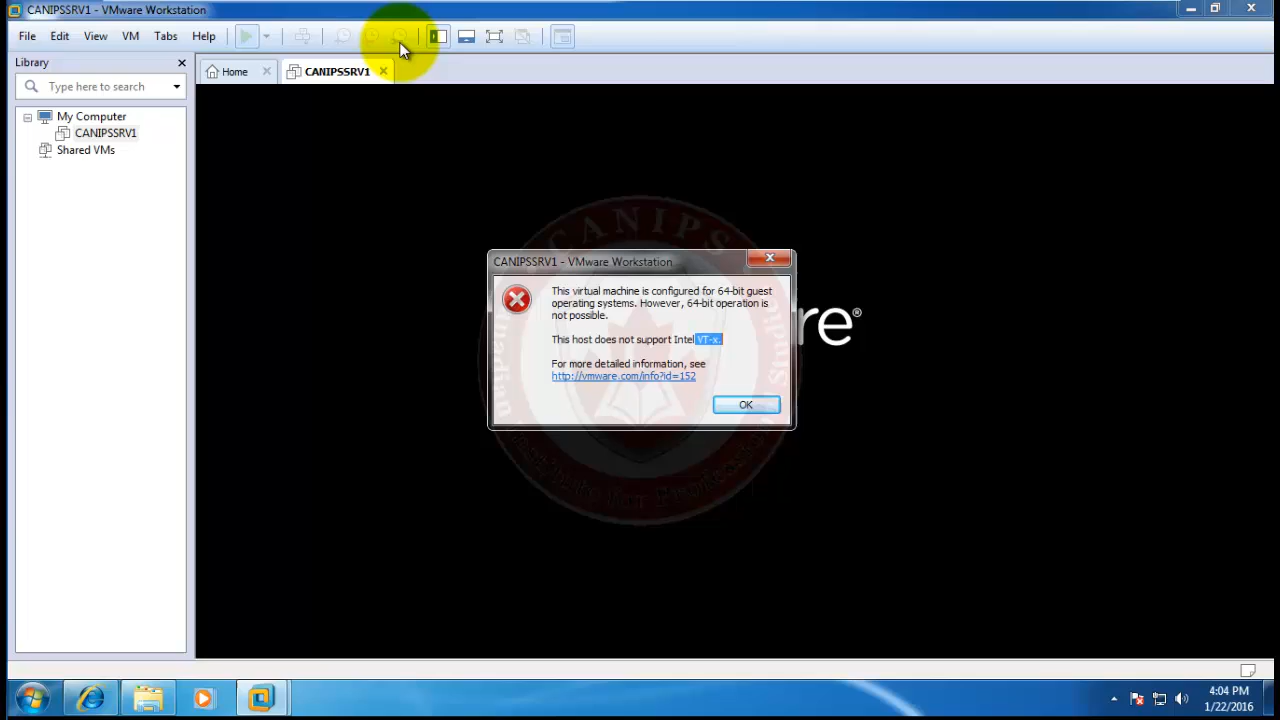 CANIPSSRV1 - VMware Workstation
File Edit View VM Tabs Help
Library
Type here to search
Home
CANIPSSRV1
My Computer
CANIPSSRV1
Shared VMs
CANIPS
re®
CANIPSSRV1 - VMware Workstation
This virtual machine is configured for 64-bit guest
operating systems. However, 64-bit operation is
not possible.
This host does not support Intel VT-x.
For more detailed information, see
http://vmware.com/info?id=152
OK
4:04 PM
1/22/2016